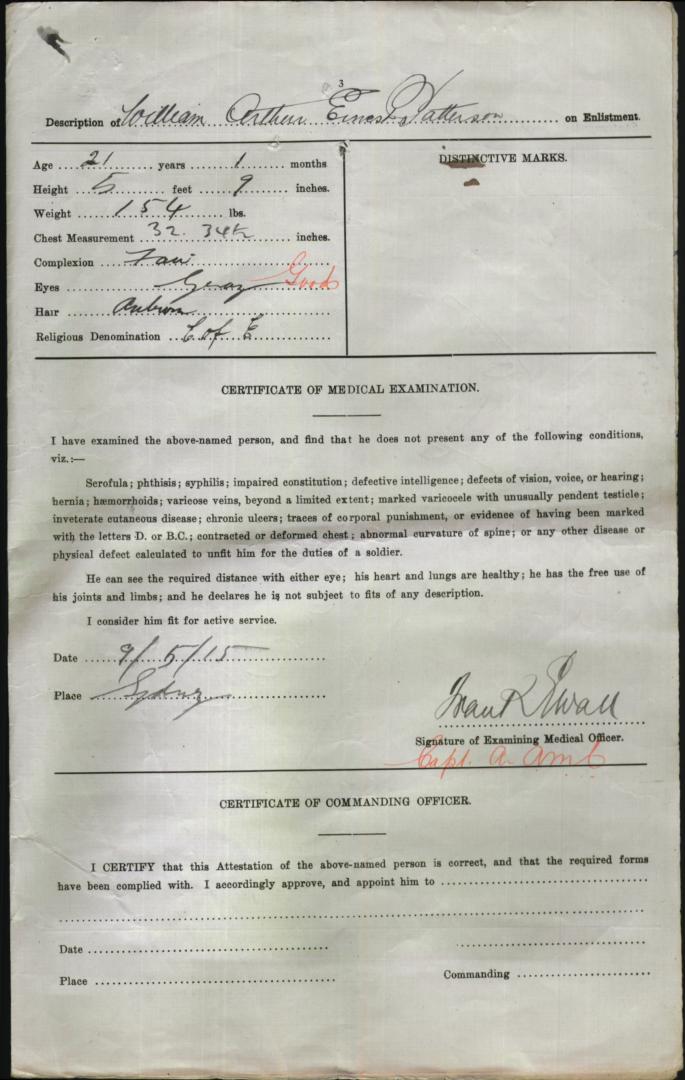 3
Description of William Arthur Ernest Patterson on Enlistment.
Age 21 years 1 months
Height 5 feet 9 inches.
Weight 154 lbs.
Chest Measurement 32. 34½ inches.
Complexion Fair
Eyes Gray Good
Hair Auburn
Religious Denomination C of E
DISTINCTIVE MARKS.
CERTIFICATE OF MEDICAL EXAMINATION.
I have examined the above-named person, and find that he does not present any of the following conditions,
viz.:—
Serofula; phthisis; syphilis; impaired constitution; defective intelligence; defects of vision, voice, or hearing;
hernia; hæmorrhoids; varicose veins, beyond a limited extent; marked varicocele with unusually pendent testicle;
inveterate cutaneous disease; chronic ulcers; traces of corporal punishment, or evidence of having been marked
with the letters D. or B.C.; contracted or deformed chest; abnormal curvature of spine; or any other disease or
physical defect calculated to unfit him for the duties of a soldier.
He can see the required distance with either eye; his heart and lungs are healthy; he has the free use of
his joints and limbs; and he declares he is not subject to fits of any description.
I consider him fit for active service.
Date 9/5/15
Place Sydney
Signature of Examining Medical Officer.
Capt. A. AMC
CERTIFICATE OF COMMANDING OFFICER.
I CERTIFY that this Attestation of the above-named person is correct, and that the required forms
have been complied with. I accordingly approve, and appoint him to
Date
Place
Commanding